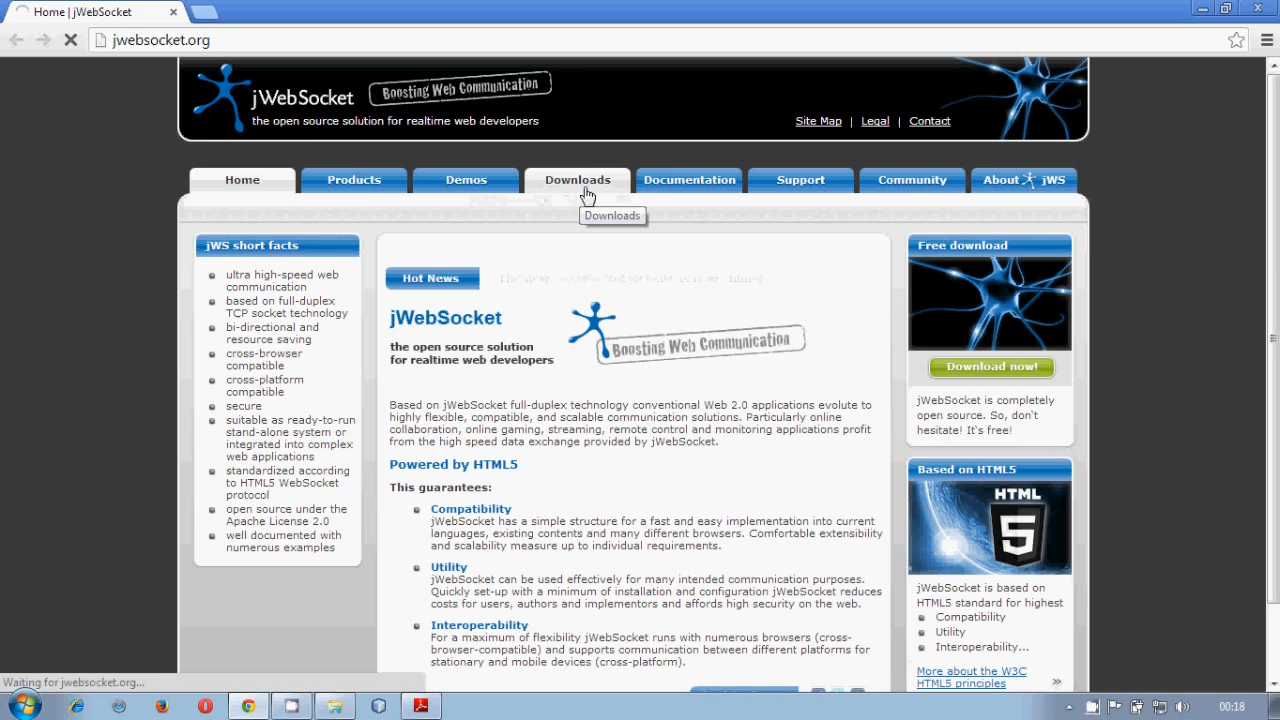 Home | jWebSocket
jwebsocket.org
jWebSocket
Boosting Web Communication
the open source solution for realtime web developers
Site Map | Legal | Contact
Home
Products
Demos
Downloads
Documentation
Support
Community
About jWS
Downloads
jWS short facts
ultra high-speed web
communication
based on full-duplex
TCP socket technology
bi-directional and
resource saving
cross-browser
compatible
cross-platform
compatible
secure
suitable as ready-to-run
stand-alone system or
integrated into complex
web applications
standardized according
to HTML5 WebSocket
protocol
open source under the
Apache License 2.0
well documented with
numerous examples
Hot News
jWebSocket
the open source solution
for realtime web developers
Boosting Web Communication
Based on jWebSocket full-duplex technology conventional Web 2.0 applications evolute to
highly flexible, compatible, and scalable communication solutions. Particularly online
collaboration, online gaming, streaming, remote control and monitoring applications profit
from the high speed data exchange provided by jWebSocket.
Powered by HTML5
This guarantees:
Compatibility
jWebSocket has a simple structure for a fast and easy implementation into current
languages, existing contents and many different browsers. Comfortable extensibility
and scalability measure up to individual requirements.
Utility
jWebSocket can be used effectively for many intended communication purposes.
Quickly set-up with a minimum of installation and configuration jWebSocket reduces
costs for users, authors and implementors and affords high security on the web.
Interoperability
For a maximum of flexibility jWebSocket runs with numerous browsers (cross-
browser-compatible) and supports communication between different platforms for
stationary and mobile devices (cross-platform).
Free download
Download now!
jWebSocket is completely
open source. So, don't
hesitate! It's free!
Based on HTML5
HTML
5
jWebSocket is based on
HTML5 standard for highest
Compatibility
Utility
Interoperability...
More about the W3C
HTML5 principles
Waiting for jwebsocket.org...
00:18